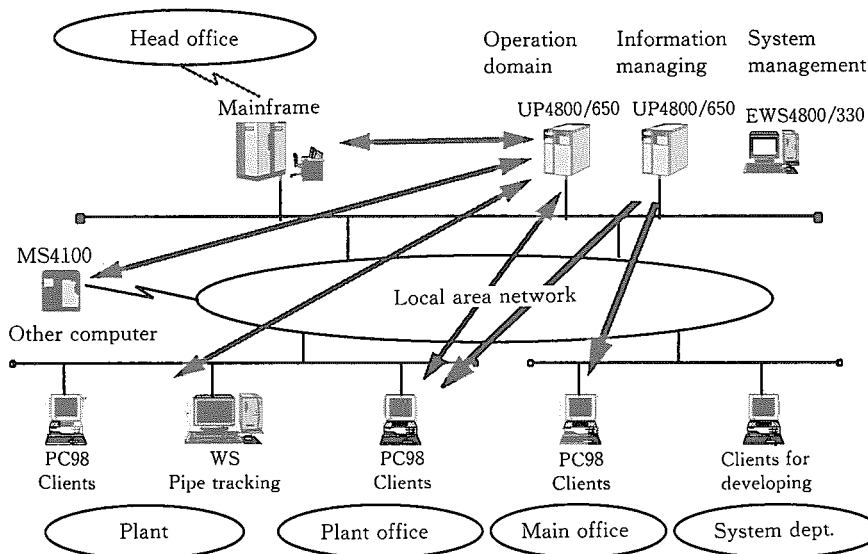 Head office
Operation
domain
Information
managing
System
management
Mainframe
UP4800/650
UP4800/650
EWS4800/330
MS4100
Other computer
Local area network
PC98
Clients
WS
Pipe tracking
PC98
Clients
PC98
Clients
Clients for
developing
Plant
Plant office
Main office
System dept.